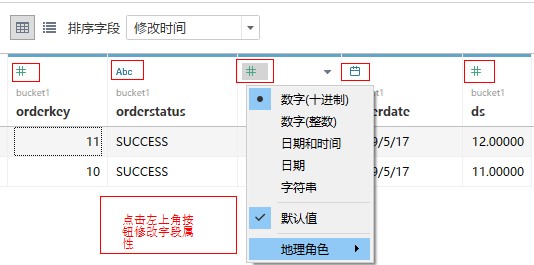 排序字段 修改时间
# Abc # #
bucket1 bucket1 bucket1 bucket1
orderkey orderstatus rdate ds
11 SUCCESS 9/5/17 12.00000
10 SUCCESS 9/5/17 11.00000
数字(十进制)
数字(整数)
日期和时间
日期
字符串
默认值
地理角色
点击左上角按
钮修改字段属
性